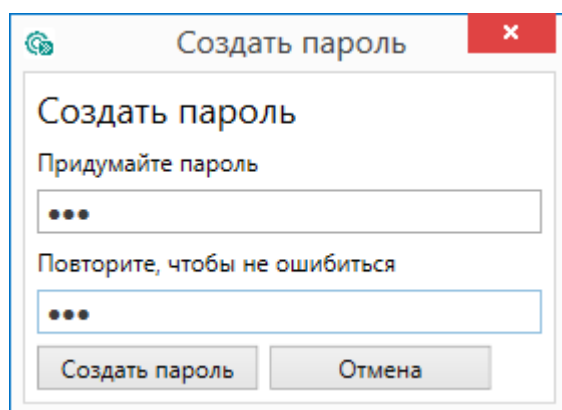 Создать пароль
Создать пароль
Придумайте пароль
●●●
Повторите, чтобы не ошибиться
●●●
Создать пароль Отмена